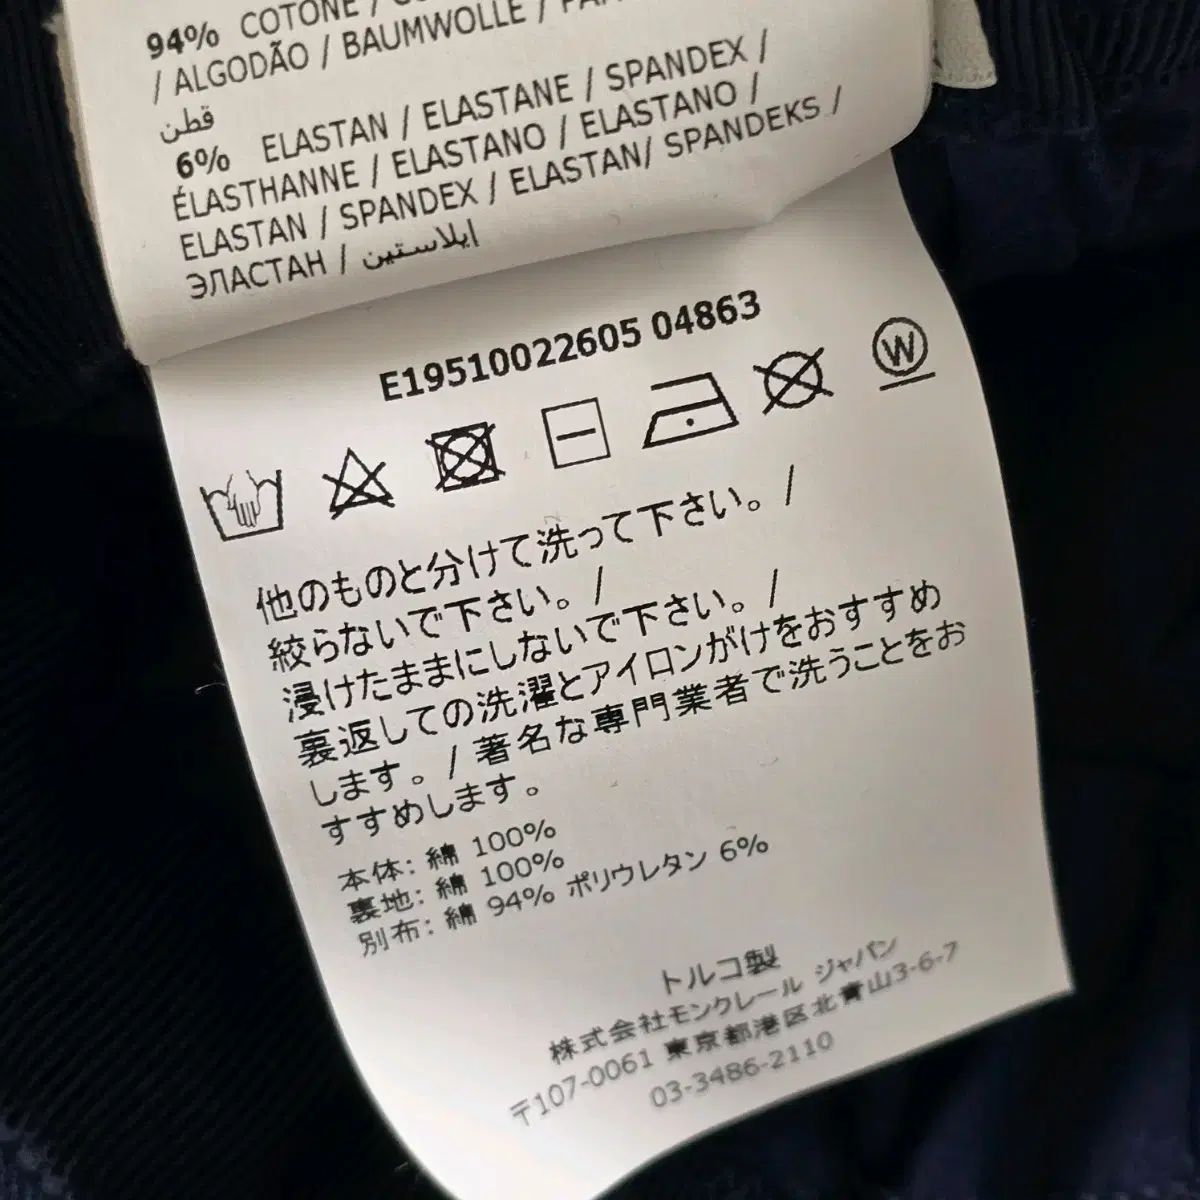 94% COTONE /
/ ALGODÃO / BAUMWOLLE /
قطن
6% ELASTAN / ELASTANE / SPANDEX /
ÉLASTHANNE / ELASTANO / ELASTANO /
ELASTAN / SPANDEX / ELASTAN/ SPANDEKS /
ЭЛАСТАН / ايلاستين
E19510022605 04863
W
他のものと分けて洗って下さい。/
絞らないで下さい。/
浸けたままにしないで下さい。/
裏返しての洗濯とアイロンがけをおすすめ
します。/ 著名な専門業者で洗うことをお
すすめします。
本体: 綿 100%
裏地: 綿 100%
別布: 綿 94% ポリウレタン 6%
トルコ製
株式会社モンクレール ジャパン
〒107-0061 東京都港区北青山3-6-7
03-3486-2110